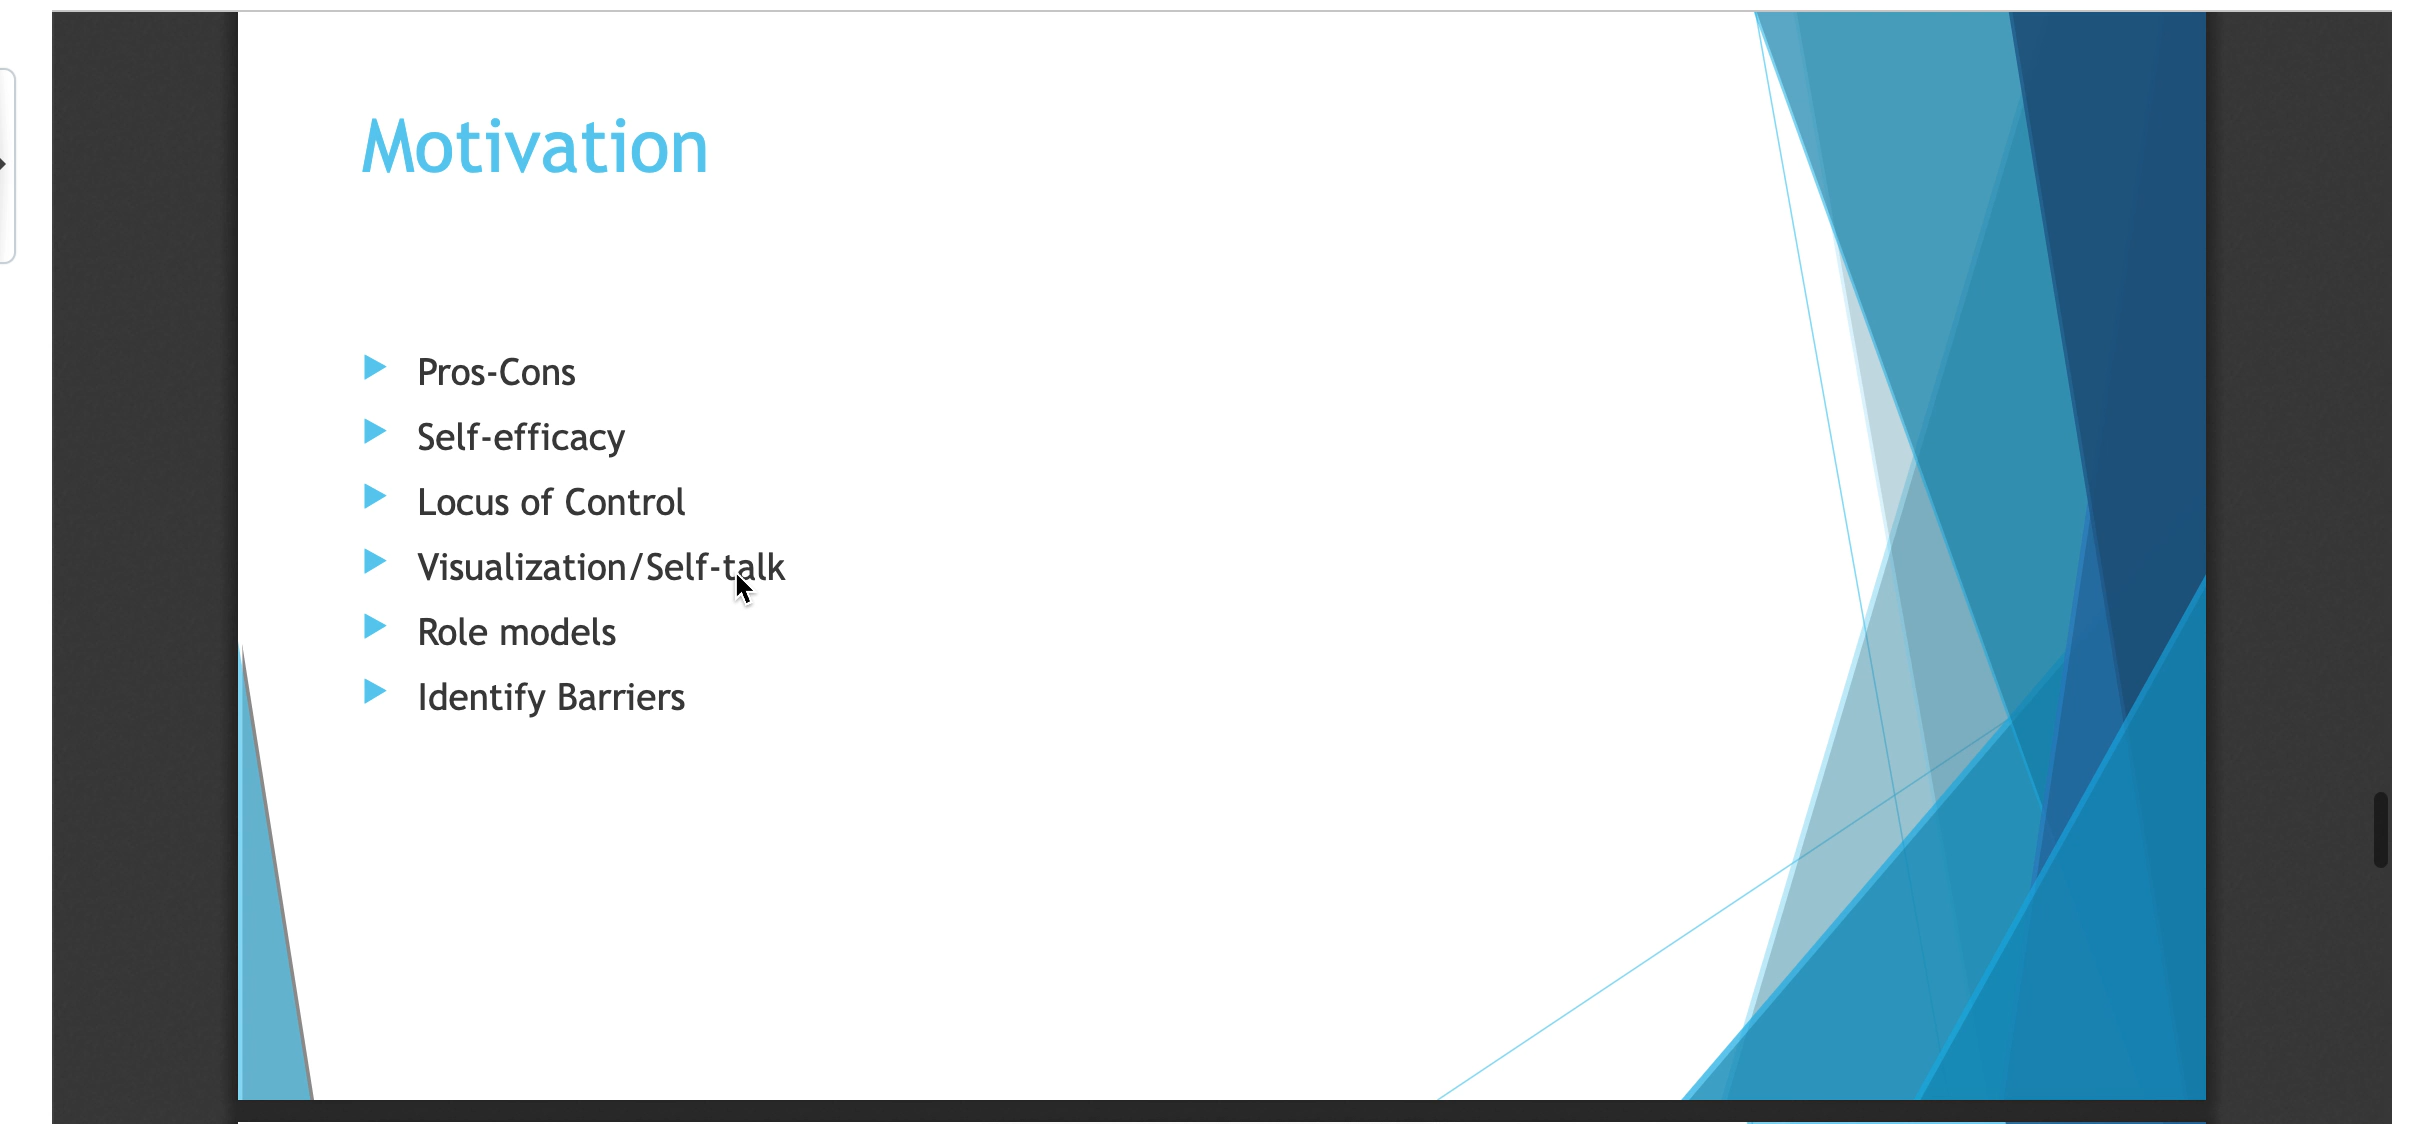 Motivation
Pros-Cons
Self-efficacy
Locus of Control
Visualization/Self-talk
Role models
Identify Barriers